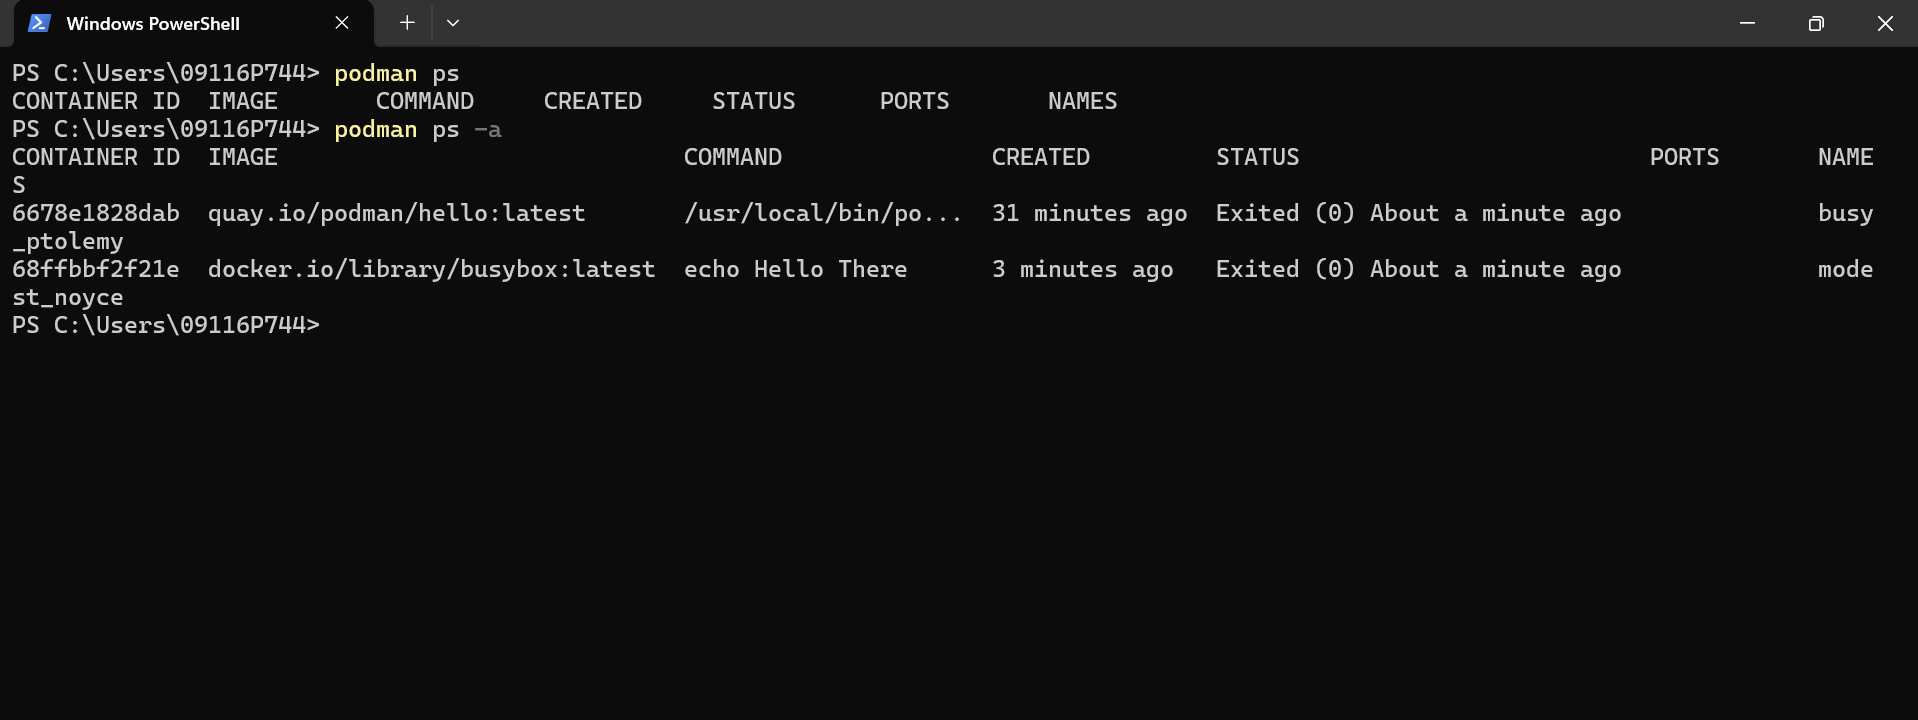 Windows PowerShell
PS C:\Users\09116P744> podman ps
CONTAINER ID  IMAGE       COMMAND     CREATED     STATUS      PORTS       NAMES
PS C:\Users\09116P744> podman ps -a
CONTAINER ID  IMAGE                             COMMAND               CREATED         STATUS                         PORTS       NAME
S
6678e1828dab  quay.io/podman/hello:latest       /usr/local/bin/po...  31 minutes ago  Exited (0) About a minute ago              busy
_ptolemy
68ffbbf2f21e  docker.io/library/busybox:latest  echo Hello There      3 minutes ago   Exited (0) About a minute ago              mode
st_noyce
PS C:\Users\09116P744>